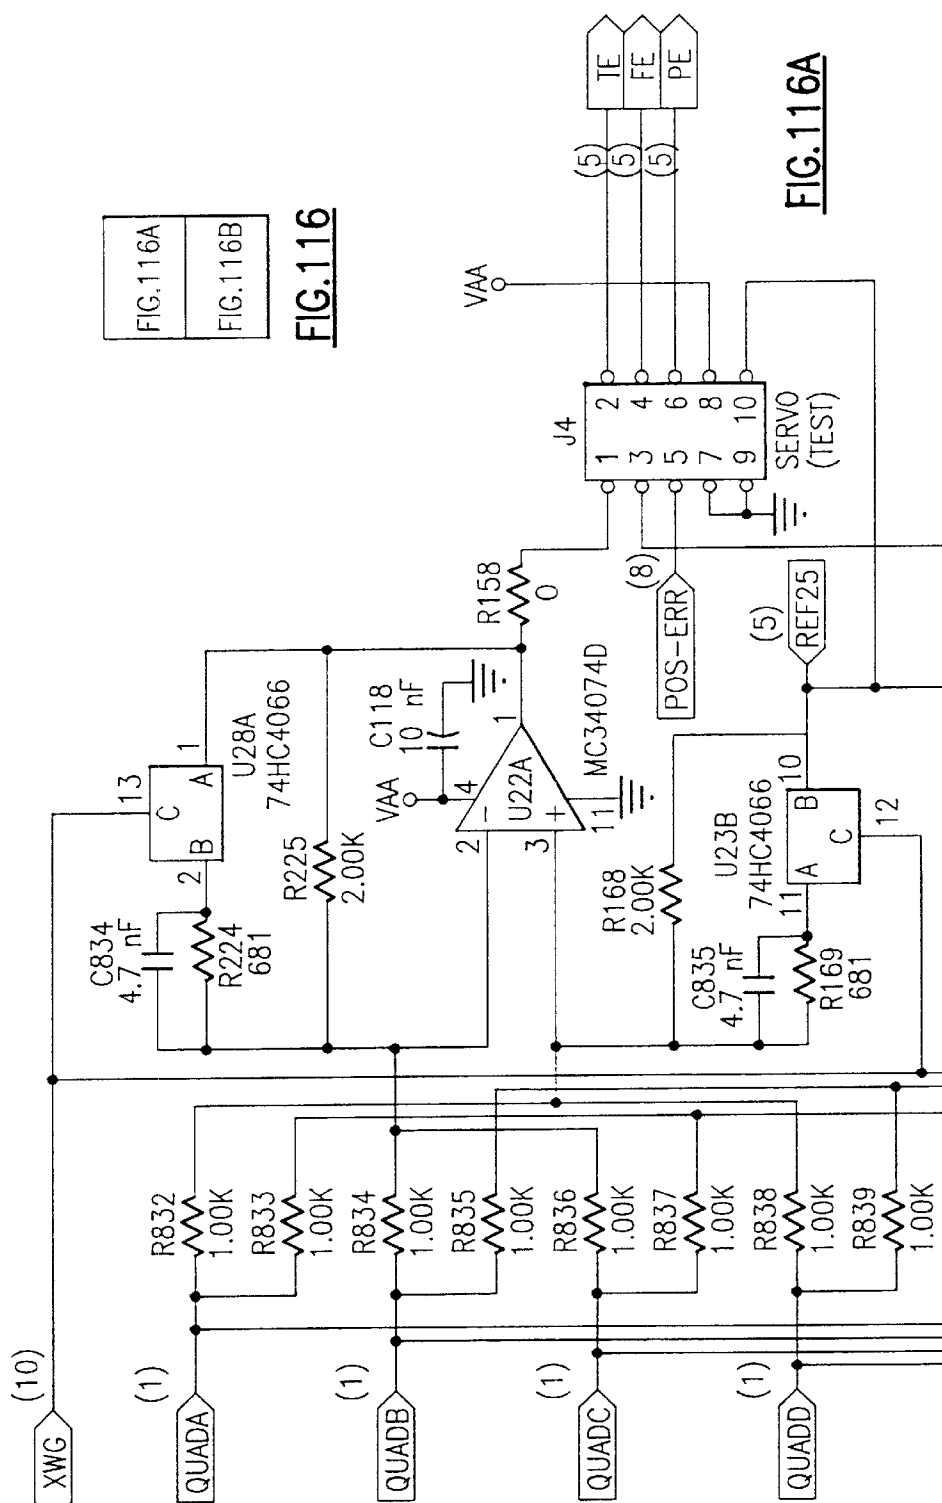 FIG.116A
FIG.116B
FIG.116
XWG
(10)
QUADA
(1)
QUADB
(1)
QUADC
(1)
QUADD
(1)
R832
1.00K
R833
1.00K
R834
1.00K
R835
1.00K
R836
1.00K
R837
1.00K
R838
1.00K
R839
1.00K
C834
4.7 nF
R224
681
2
B
C
A
13
1
U28A
74HC4066
R225
2.00K
VAA
C118
10 nF
2
3
4
-
+
U22A
11
1
MC34074D
R158
0
R168
2.00K
C835
4.7 nF
R169
681
11
A
B
C
10
12
U23B
74HC4066
(5)
REF25
(8)
POS-ERR
J4
1
2
3
4
5
6
7
8
9
10
SERVO
(TEST)
VAA
(5)
(5)
(5)
TE
FE
PE
FIG.116A